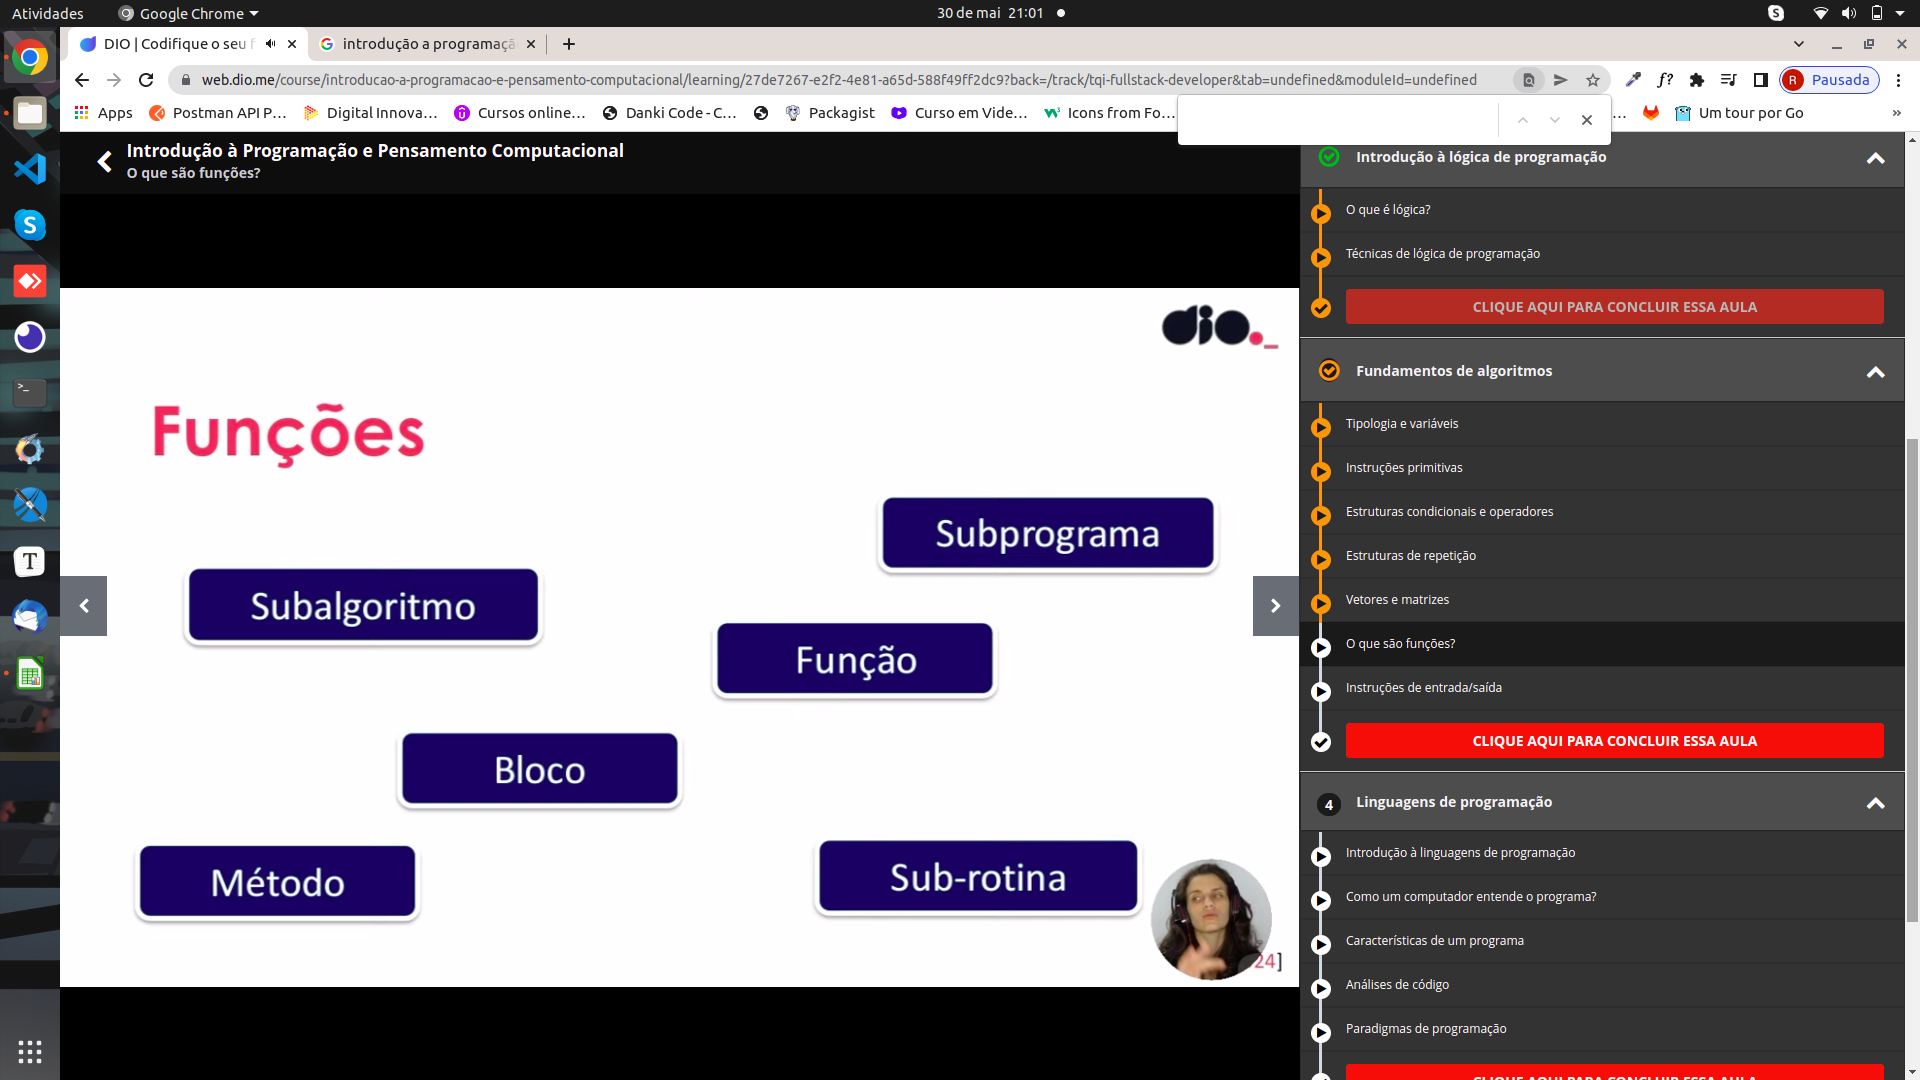 Atividades
Google Chrome
30 de mai 21:01
DIO | Codifique o seu f
introdução a programaçã
web.dio.me/course/introducao-a-programacao-e-pensamento-computacional/learning/27de7267-e2f2-4e81-a65d-588f49ff2dc9?back=/track/tqi-fullstack-developer&tab=undefined&moduleId=undefined
f?
R Pausada
Apps
Postman API P…
Digital Innova…
Cursos online…
Danki Code - C…
Packagist
Curso em Vide…
Icons from Fo…
…
Um tour por Go
»
Introdução à Programação e Pensamento Computacional
O que são funções?
dio._
Funções
Subprograma
Subalgoritmo
Função
Bloco
Método
Sub-rotina
24]
Introdução à lógica de programação
O que é lógica?
Técnicas de lógica de programação
CLIQUE AQUI PARA CONCLUIR ESSA AULA
Fundamentos de algoritmos
Tipologia e variáveis
Instruções primitivas
Estruturas condicionais e operadores
Estruturas de repetição
Vetores e matrizes
O que são funções?
Instruções de entrada/saída
CLIQUE AQUI PARA CONCLUIR ESSA AULA
4 Linguagens de programação
Introdução à linguagens de programação
Como um computador entende o programa?
Características de um programa
Análises de código
Paradigmas de programação
CLIQUE AQUI PARA CONCLUIR ESSA AULA